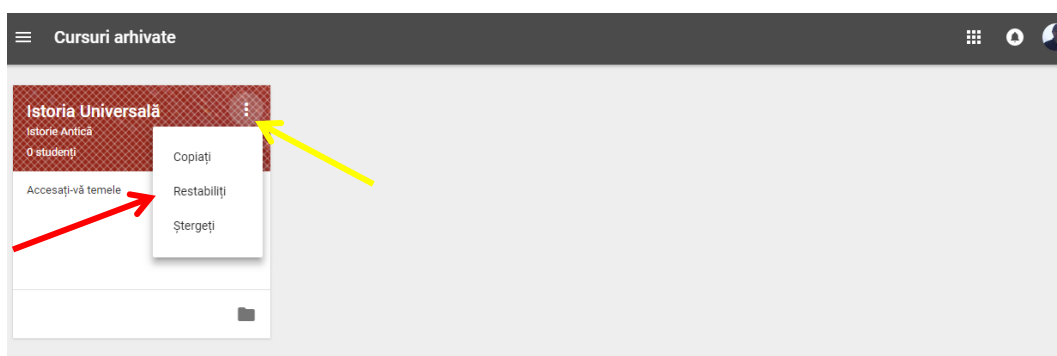 Cursuri arhivate
Istoria Universală
Istorie Antică
0 studenți
Copiați
Accesați-vă temele
Restabiliți
Ștergeți